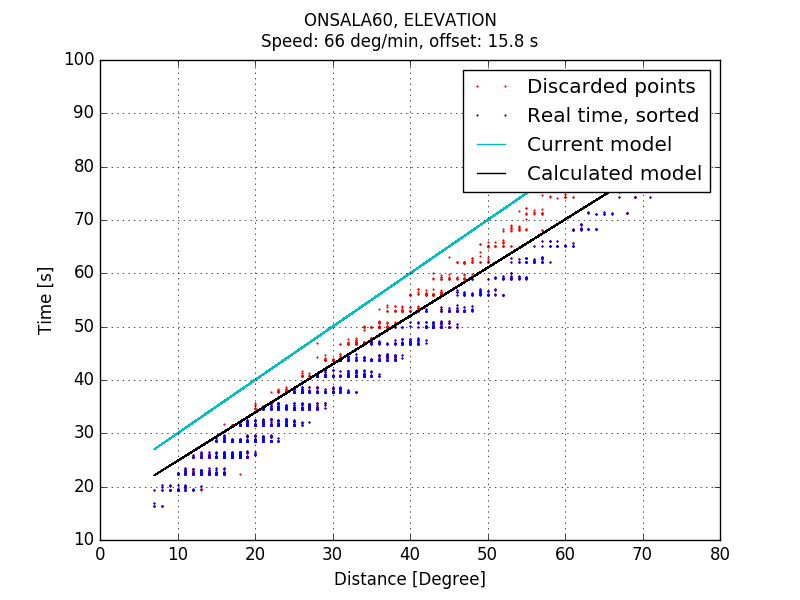 ONSALA60, ELEVATION
Speed: 66 deg/min, offset: 15.8 s
Discarded points
Real time, sorted
Current model
Calculated model
100
90
80
70
60
50
40
30
20
10
Time [s]
0 10 20 30 40 50 60 70 80
Distance [Degree]